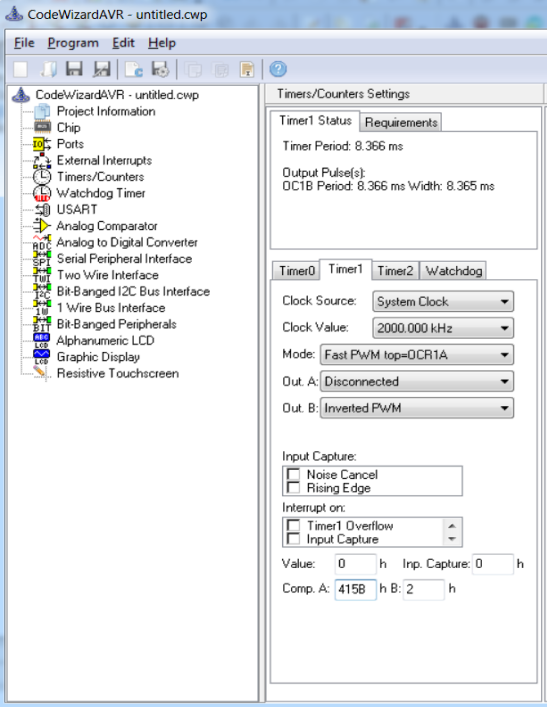 CodeWizardAVR - untitled.cwp
File Program Edit Help
CodeWizardAVR - untitled.cwp
Project Information
Chip
Ports
External Interrupts
Timers/Counters
Watchdog Timer
USART
Analog Comparator
Analog to Digital Converter
Serial Peripheral Interface
Two Wire Interface
Bit-Banged I2C Bus Interface
1 Wire Bus Interface
Bit-Banged Peripherals
Alphanumeric LCD
Graphic Display
Resistive Touchscreen
Timers/Counters Settings
Timer1 Status Requirements
Timer Period: 8.366 ms
Output Pulse(s):
OC1B Period: 8.366 ms Width: 8.365 ms
Timer0 Timer1 Timer2 Watchdog
Clock Source: System Clock
Clock Value: 2000.000 kHz
Mode: Fast PWM top=OCR1A
Out. A: Disconnected
Out. B: Inverted PWM
Input Capture:
Noise Cancel
Rising Edge
Interrupt on:
Timer1 Overflow
Input Capture
Value: 0 h Inp. Capture: 0 h
Comp. A: 415B h B: 2 h